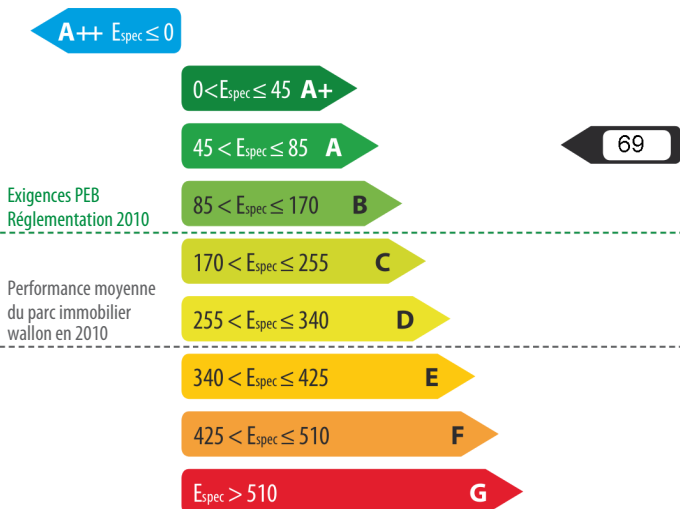 A++ Espec ≤ 0
0<Espec ≤ 45 A+
45 < Espec ≤ 85 A
69
Exigences PEB
Réglementation 2010
85 < Espec ≤ 170 B
170 < Espec ≤ 255 C
Performance moyenne
du parc immobilier
wallon en 2010
255 < Espec ≤ 340 D
340 < Espec ≤ 425 E
425 < Espec ≤ 510 F
Espec > 510 G